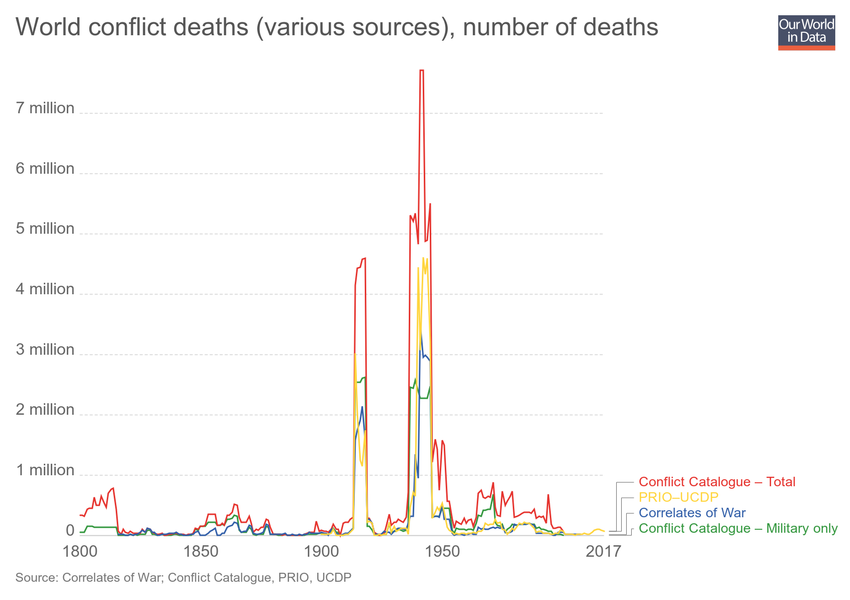 World conflict deaths (various sources), number of deaths
Our World
in Data
7 million
6 million
5 million
4 million
3 million
2 million
1 million
0
1800
1850
1900
1950
2017
Conflict Catalogue – Total
PRIO–UCDP
Correlates of War
Conflict Catalogue – Military only
Source: Correlates of War; Conflict Catalogue, PRIO, UCDP